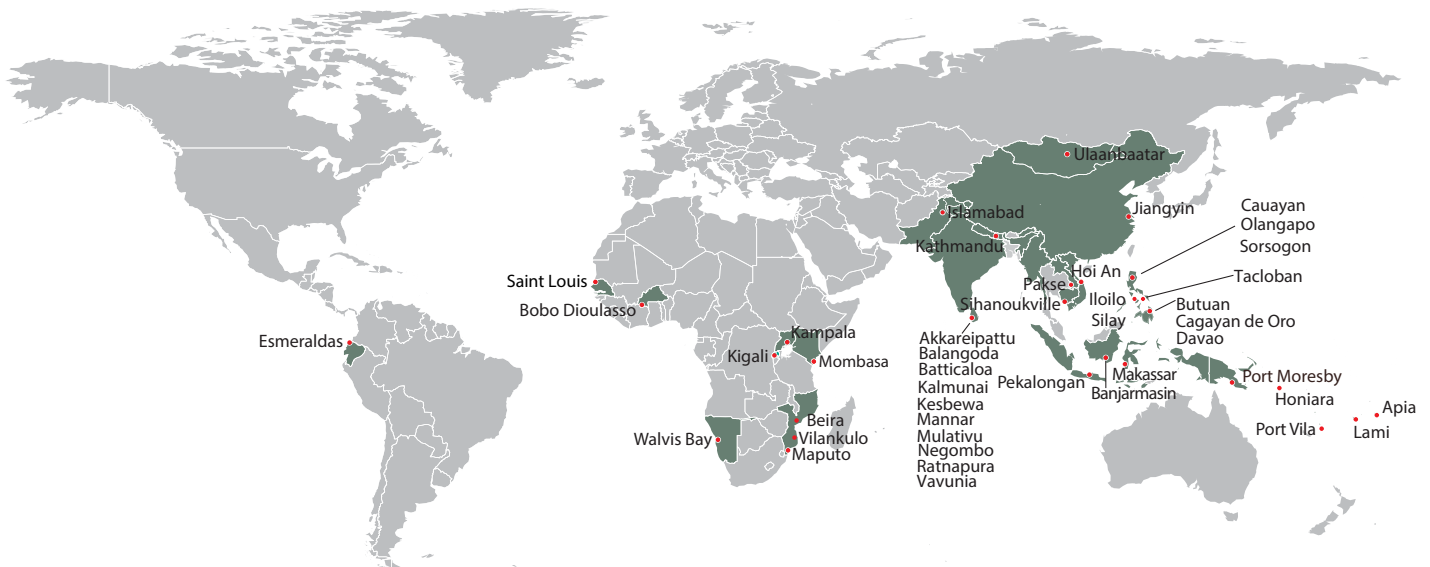 Ulaanbaatar
Islamabad
Jiangyin
Kathmandu
Cauayan
Olangapo
Sorsogon
Hoi An
Pakse
Tacloban
Sihanoukville
Iloilo
Silay
Butuan
Cagayan de Oro
Davao
Saint Louis
Bobo Dioulasso
Esmeraldas
Kampala
Kigali
Mombasa
Akkareipattu
Balangoda
Batticaloa
Kalmunai
Kesbewa
Mannar
Mulativu
Negombo
Ratnapura
Vavunia
Pekalongan
Makassar
Banjarmasin
Port Moresby
Honiara
Apia
Port Vila
Lami
Walvis Bay
Beira
Vilankulo
Maputo